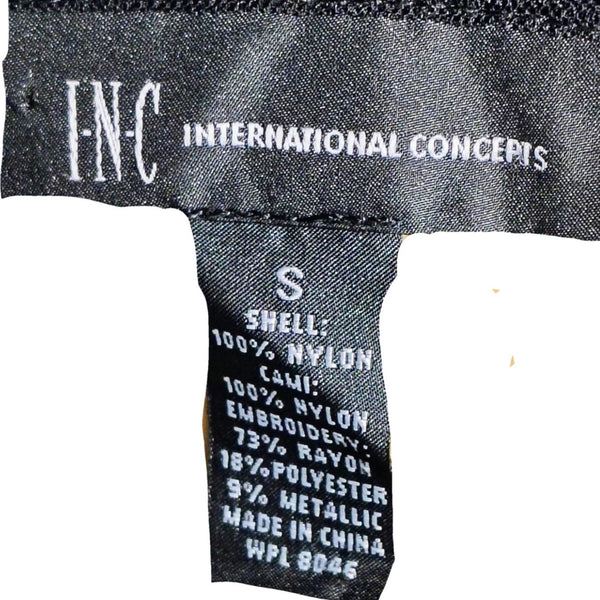 I-N-C INTERNATIONAL CONCEPTS
S
SHELL:
100% NYLON
CAMI:
100% NYLON
EMBROIDERY:
73% RAYON
18% POLYESTER
9% METALLIC
MADE IN CHINA
WPL 8046